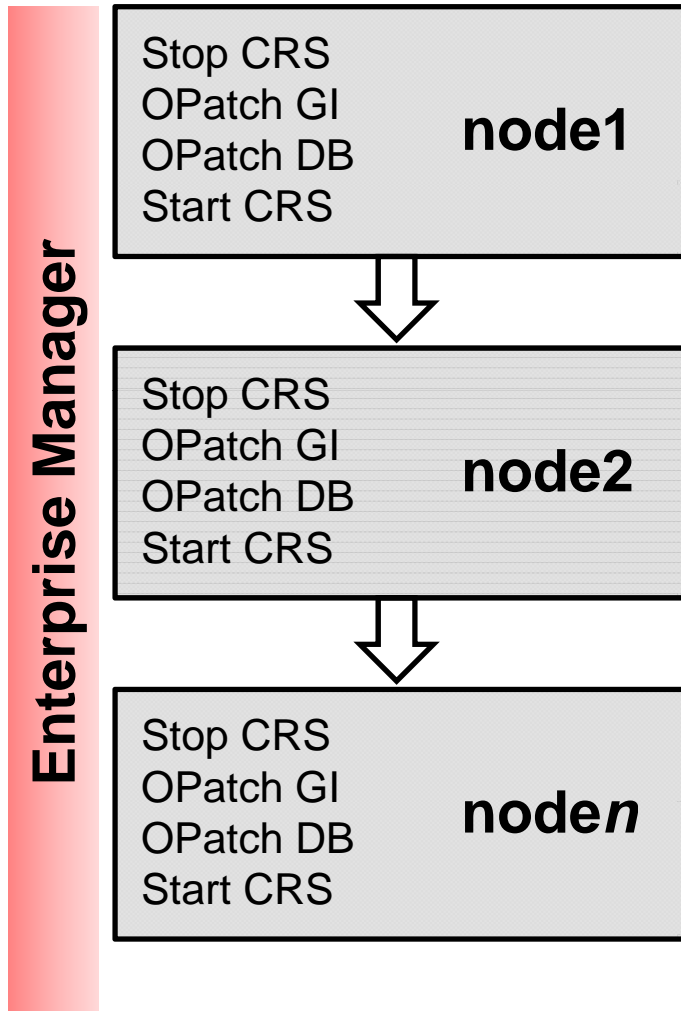 Enterprise Manager
Stop CRS
OPatch GI
OPatch DB
Start CRS
node1
Stop CRS
OPatch GI
OPatch DB
Start CRS
node2
Stop CRS
OPatch GI
OPatch DB
Start CRS
noden